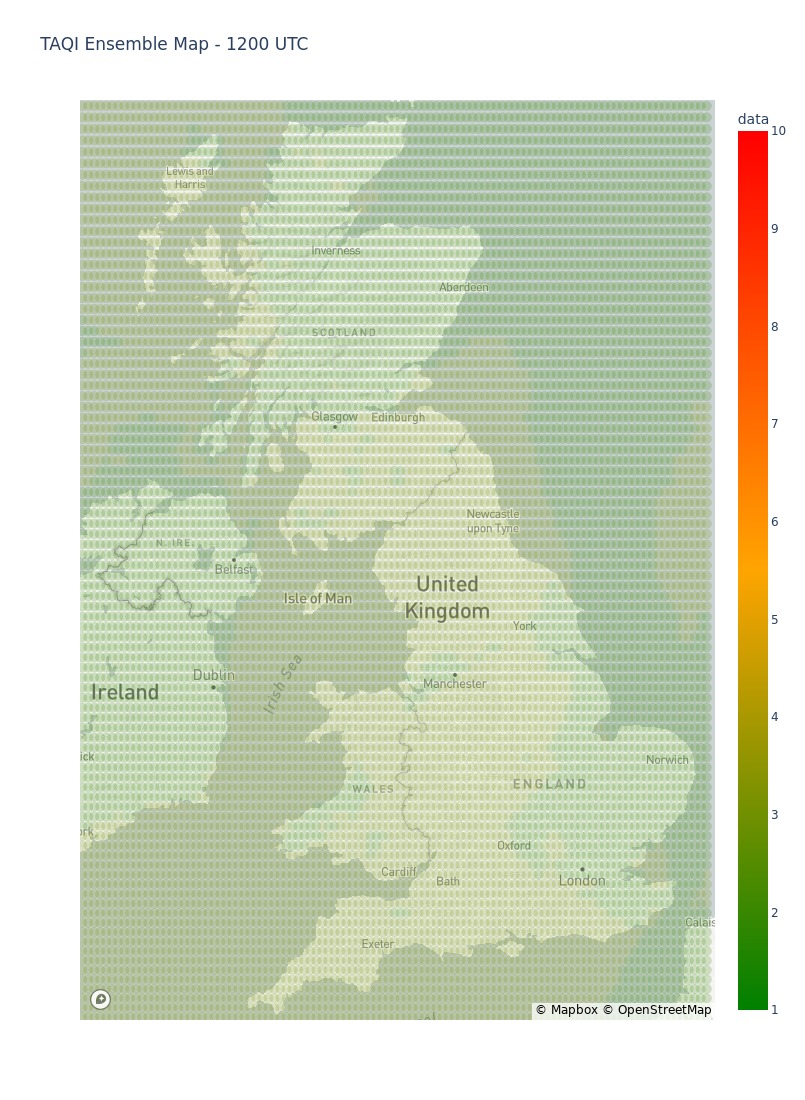 TAQI Ensemble Map - 1200 UTC
data
10
9
8
7
6
5
4
3
2
1
Lewis and
Harris
Inverness
Aberdeen
SCOTLAND
Glasgow
Edinburgh
Newcastle
upon Tyne
N. IRE.
Belfast
Isle of Man
United
Kingdom
York
Irish Sea
Dublin
Manchester
Ireland
ick
Norwich
WALES
ENGLAND
ork
Oxford
Cardiff
Bath
London
Calais
Exeter
© Mapbox © OpenStreetMap